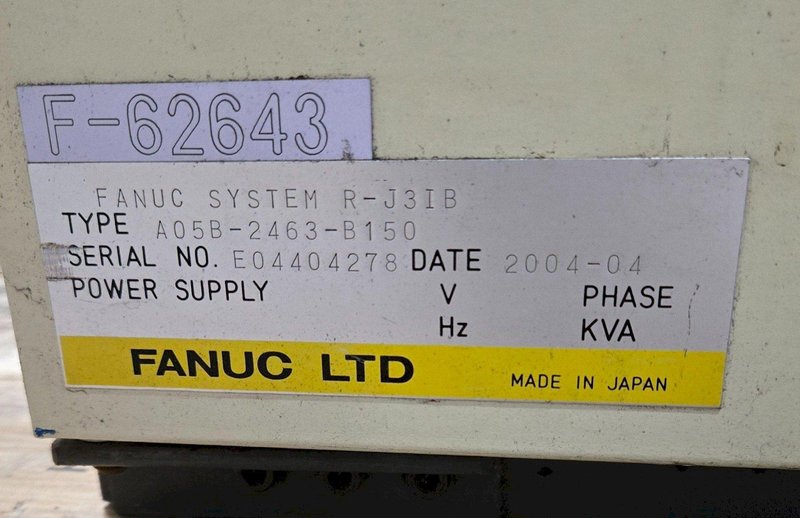 F-62643
FANUC SYSTEM R-J3IB
TYPE A05B-2463-B150
SERIAL NO. E04404278 DATE 2004-04
POWER SUPPLY V PHASE
Hz KVA
FANUC LTD MADE IN JAPAN